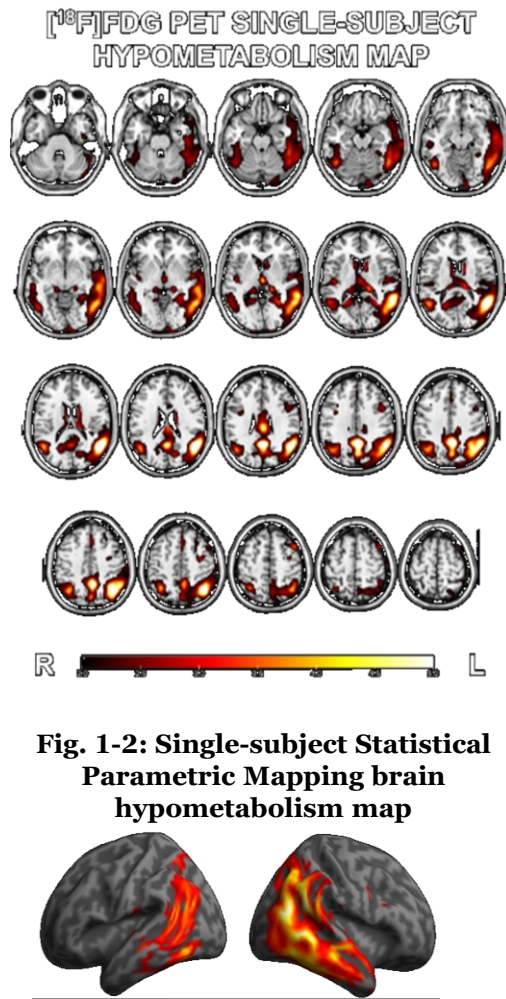 [¹⁸F]FDG PET SINGLE-SUBJECT
HYPOMETABOLISM MAP
R L
Fig. 1-2: Single-subject Statistical
Parametric Mapping brain
hypometabolism map